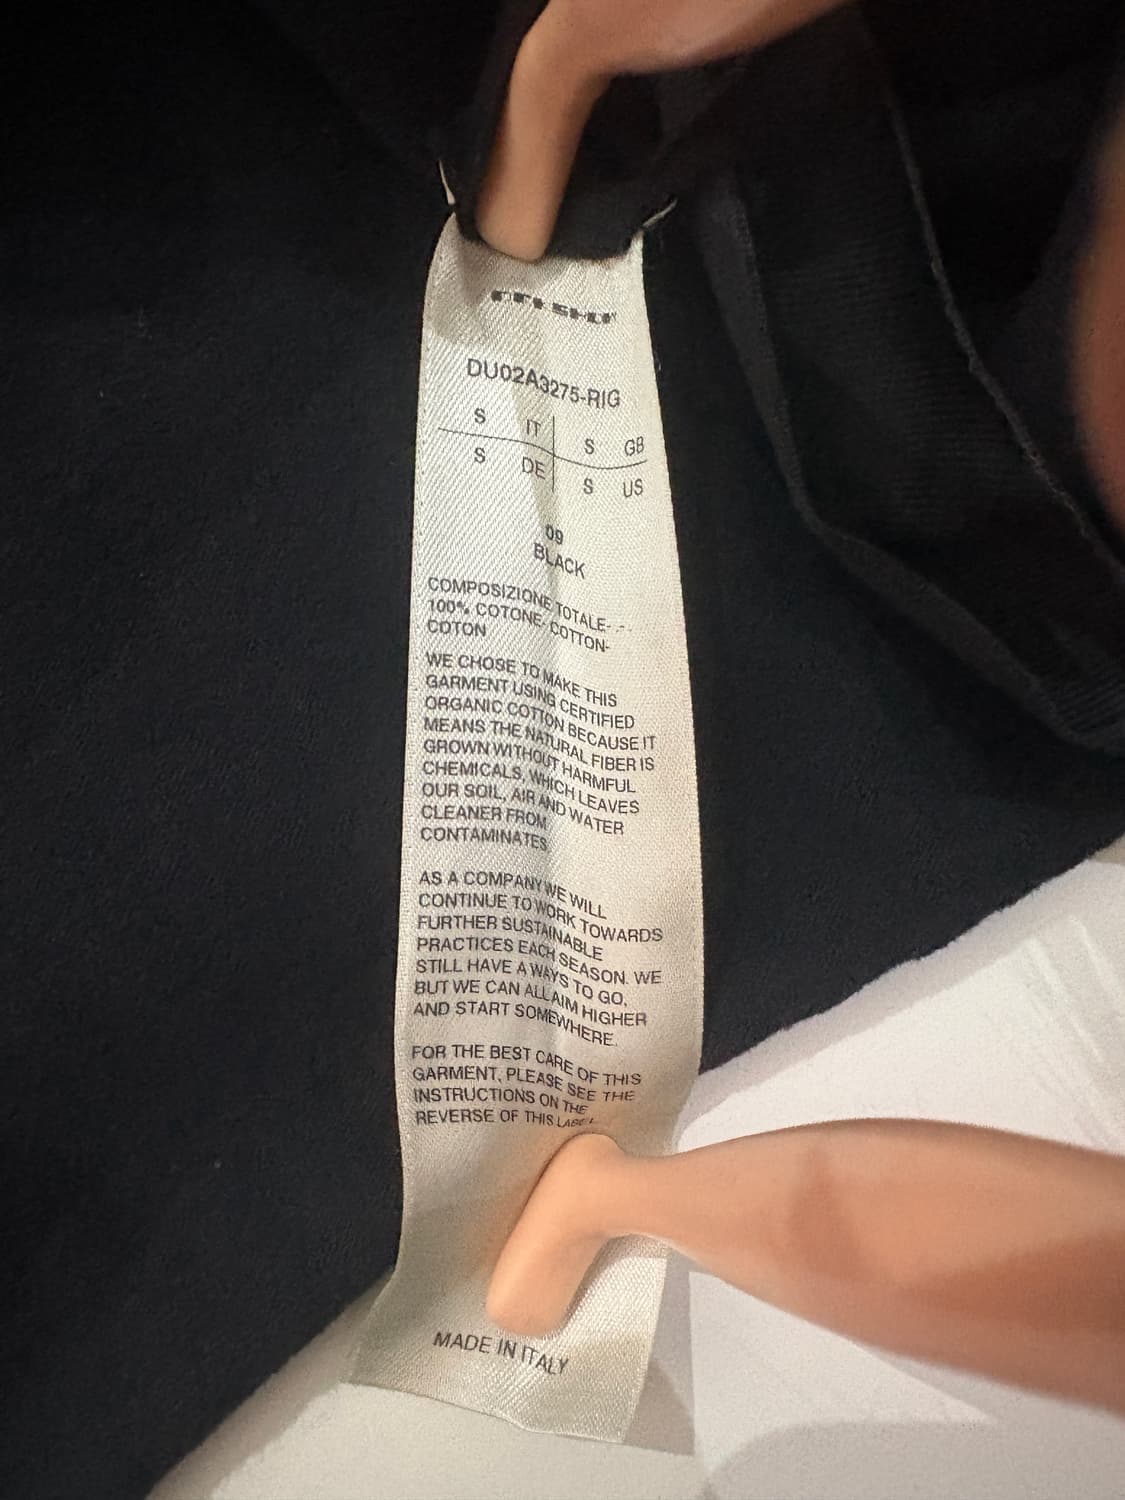 DU02A3275-RIG
S IT S GB
S DE S US
09
BLACK
COMPOSIZIONE TOTALE- - -
100% COTONE- COTTON-
COTON
WE CHOSE TO MAKE THIS
GARMENT USING CERTIFIED
ORGANIC COTTON BECAUSE IT
MEANS THE NATURAL FIBER IS
GROWN WITHOUT HARMFUL
CHEMICALS, WHICH LEAVES
OUR SOIL, AIR AND WATER
CLEANER FROM
CONTAMINATES
AS A COMPANY WE WILL
CONTINUE TO WORK TOWARDS
FURTHER SUSTAINABLE
PRACTICES EACH SEASON. WE
STILL HAVE A WAYS TO GO,
BUT WE CAN ALL AIM HIGHER
AND START SOMEWHERE.
FOR THE BEST CARE OF THIS
GARMENT, PLEASE SEE THE
INSTRUCTIONS ON THE
REVERSE OF THIS LABEL
MADE IN ITALY